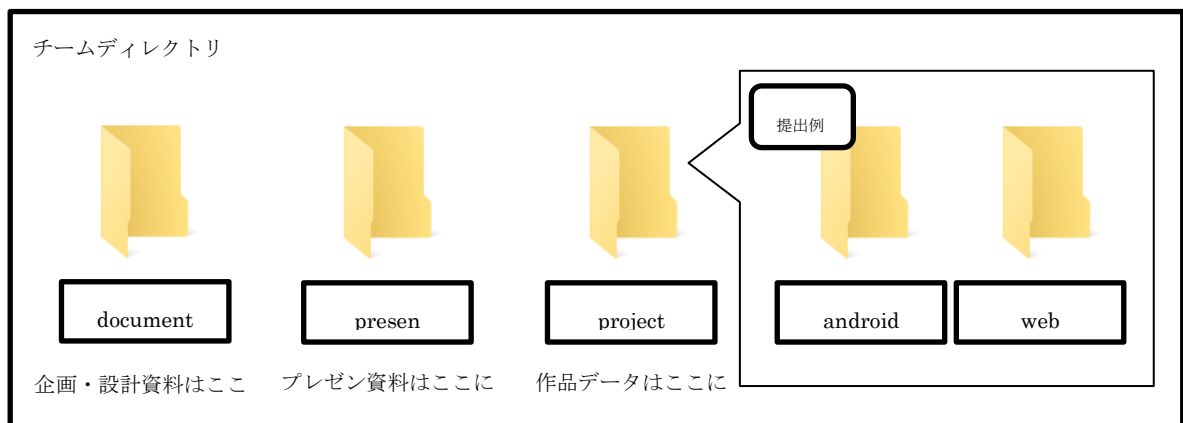 チームディレクトリ
提出例
document
presen
project
android
web
企画・設計資料はここ
プレゼン資料はここに
作品データはここに